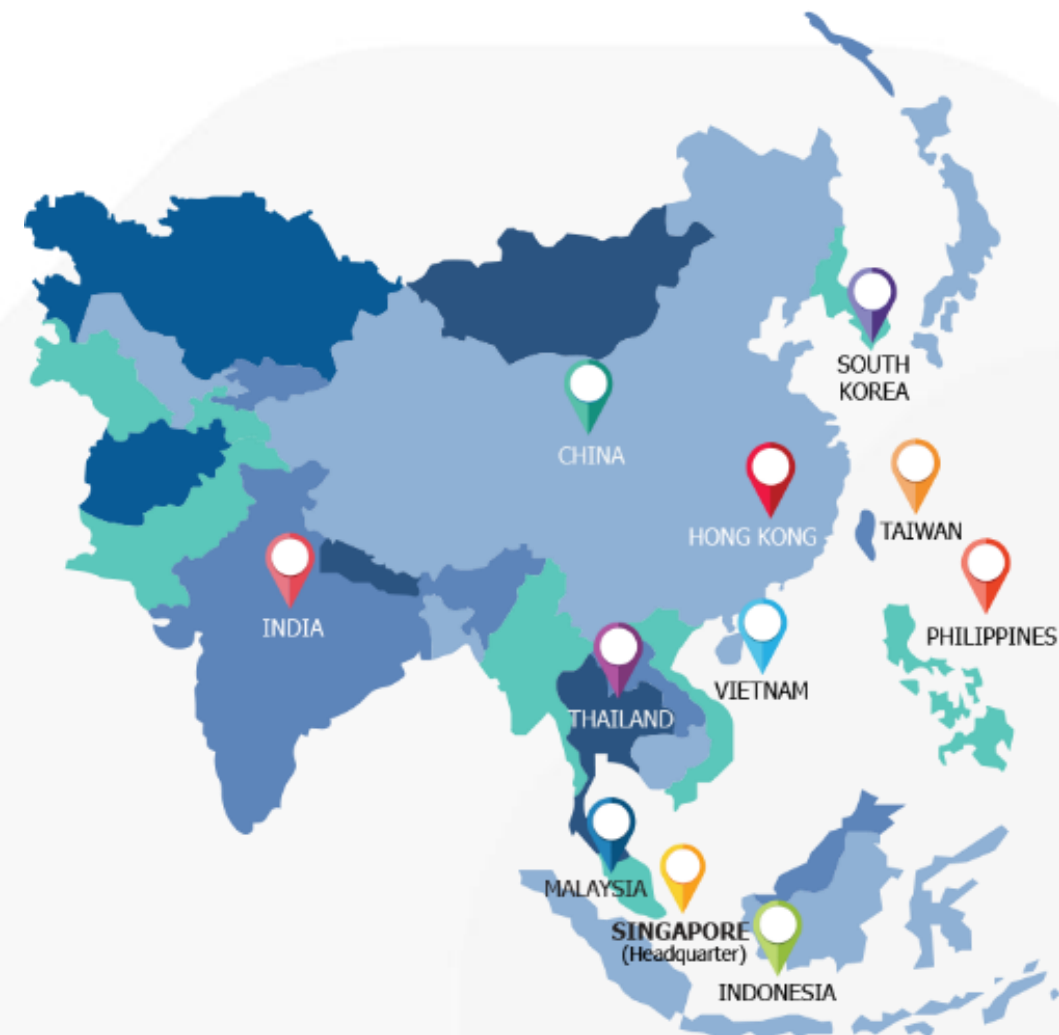 SOUTH
KOREA
CHINA
HONG KONG
TAIWAN
INDIA
PHILIPPINES
VIETNAM
THAILAND
MALAYSIA
SINGAPORE
(Headquarter)
INDONESIA